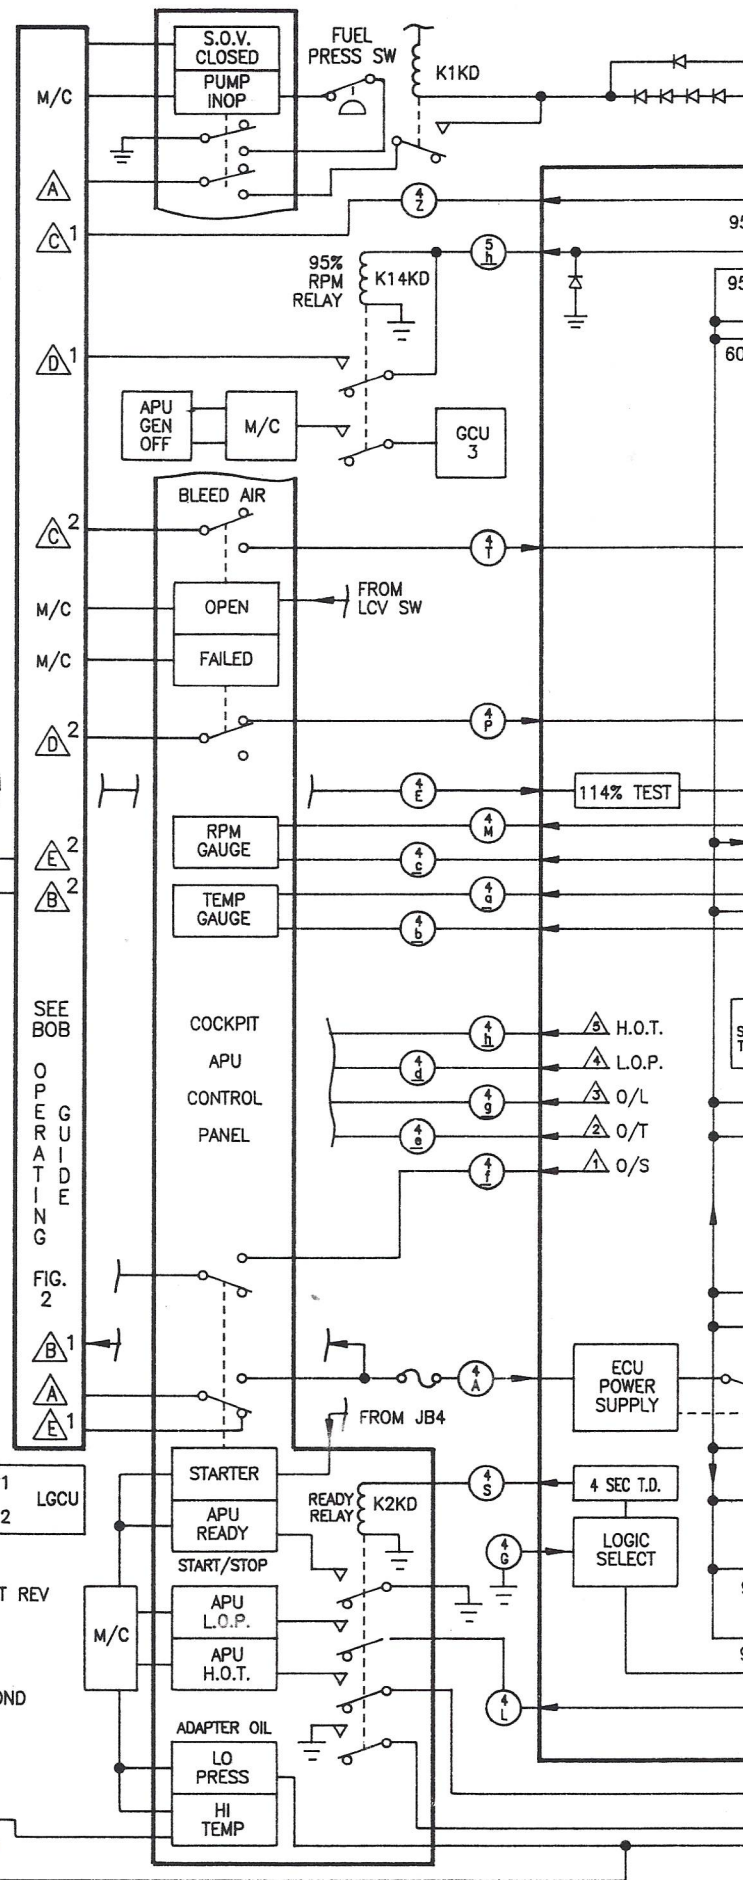 S.O.V.
CLOSED
PUMP
INOP
FUEL
PRESS SW
K1KD
M/C
A
C 1
4
Z
95
95%
RPM
RELAY
K14KD
5
h
95
60
D 1
APU
GEN
OFF
M/C
GCU
3
BLEED AIR
C 2
4
T
M/C
OPEN
FROM
LCV SW
M/C
FAILED
D 2
4
P
4
E
114% TEST
RPM
GAUGE
4
M
4
c
E 2
B 2
TEMP
GAUGE
4
a
4
b
SEE
BOB
OPERATING
GUIDE
FIG.
2
COCKPIT
APU
CONTROL
PANEL
4
h
5 H.O.T.
4
d
4 L.O.P.
4
g
3 O/L
4
e
2 O/T
4
f
1 O/S
S
T
B 1
A
E 1
4
A
ECU
POWER
SUPPLY
FROM JB4
1
2
LGCU
STARTER
APU
READY
START/STOP
READY
RELAY
K2KD
4
S
4 SEC T.D.
4
G
LOGIC
SELECT
T REV
M/C
APU
L.O.P.
APU
H.O.T.
4
L
OND
ADAPTER OIL
LO
PRESS
HI
TEMP
9
9